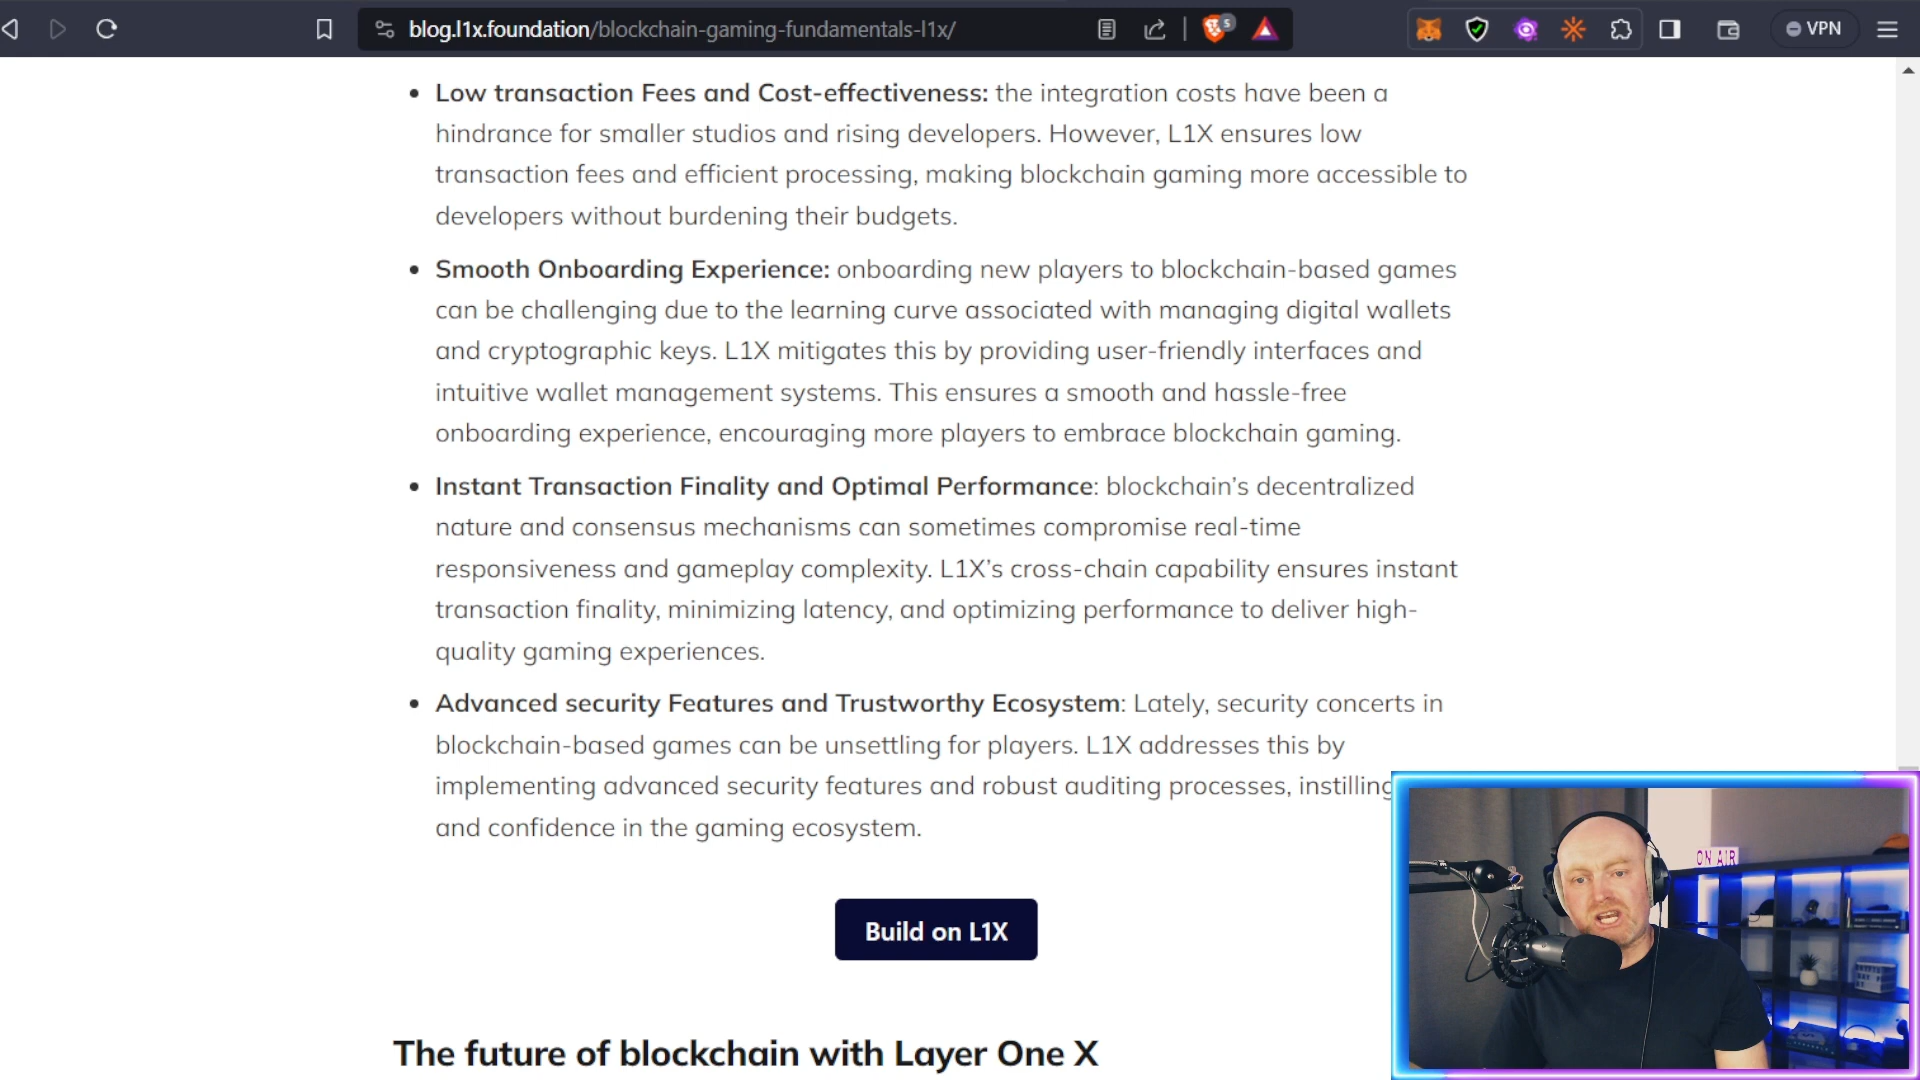 blog.l1x.foundation/blockchain-gaming-fundamentals-l1x/
5
VPN
• Low transaction Fees and Cost-effectiveness: the integration costs have been a
hindrance for smaller studios and rising developers. However, L1X ensures low
transaction fees and efficient processing, making blockchain gaming more accessible to
developers without burdening their budgets.
• Smooth Onboarding Experience: onboarding new players to blockchain-based games
can be challenging due to the learning curve associated with managing digital wallets
and cryptographic keys. L1X mitigates this by providing user-friendly interfaces and
intuitive wallet management systems. This ensures a smooth and hassle-free
onboarding experience, encouraging more players to embrace blockchain gaming.
• Instant Transaction Finality and Optimal Performance: blockchain’s decentralized
nature and consensus mechanisms can sometimes compromise real-time
responsiveness and gameplay complexity. L1X’s cross-chain capability ensures instant
transaction finality, minimizing latency, and optimizing performance to deliver high-
quality gaming experiences.
• Advanced security Features and Trustworthy Ecosystem: Lately, security concerts in
blockchain-based games can be unsettling for players. L1X addresses this by
implementing advanced security features and robust auditing processes, instilling
and confidence in the gaming ecosystem.
ON AIR
Build on L1X
The future of blockchain with Layer One X